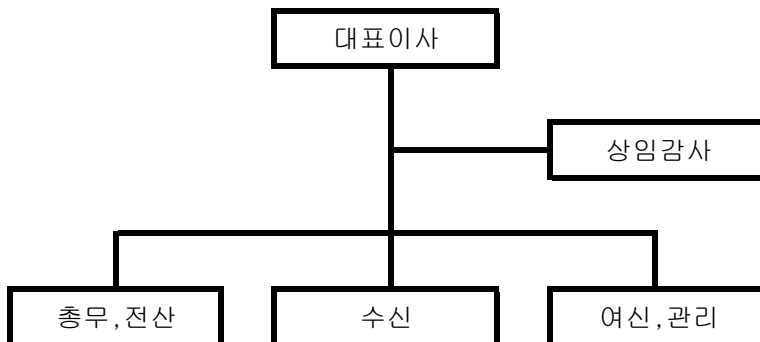 대표이사
상임감사
총무,전산
수신
여신,관리